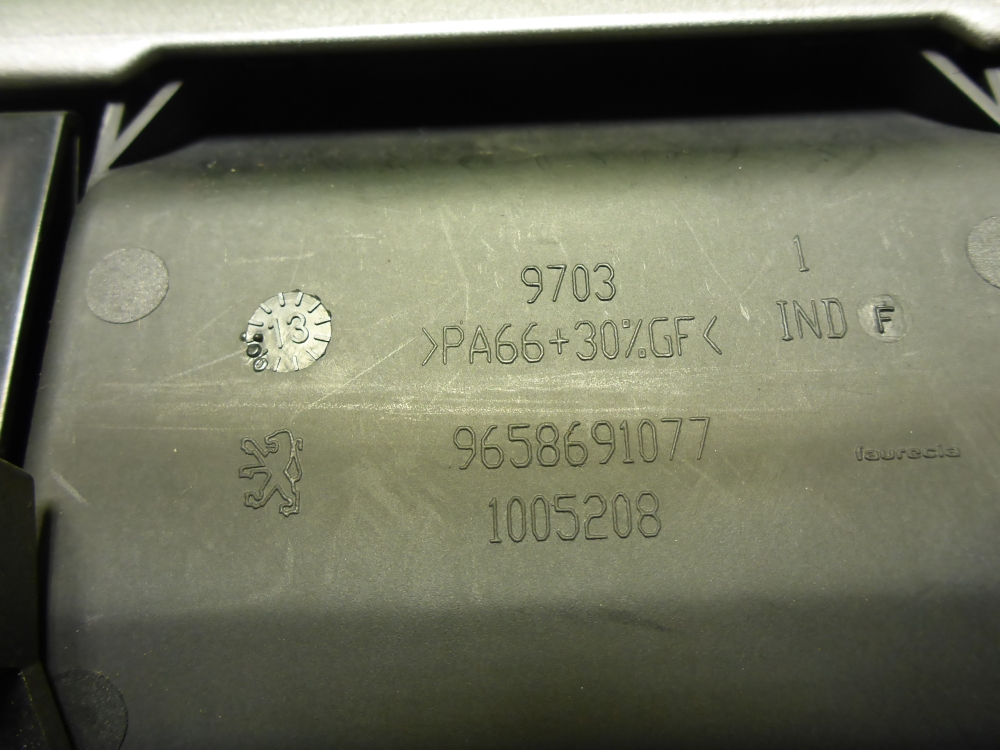 9703
1
13
>PA66+30%GF<
IND F
9658691077
faurecia
1005208